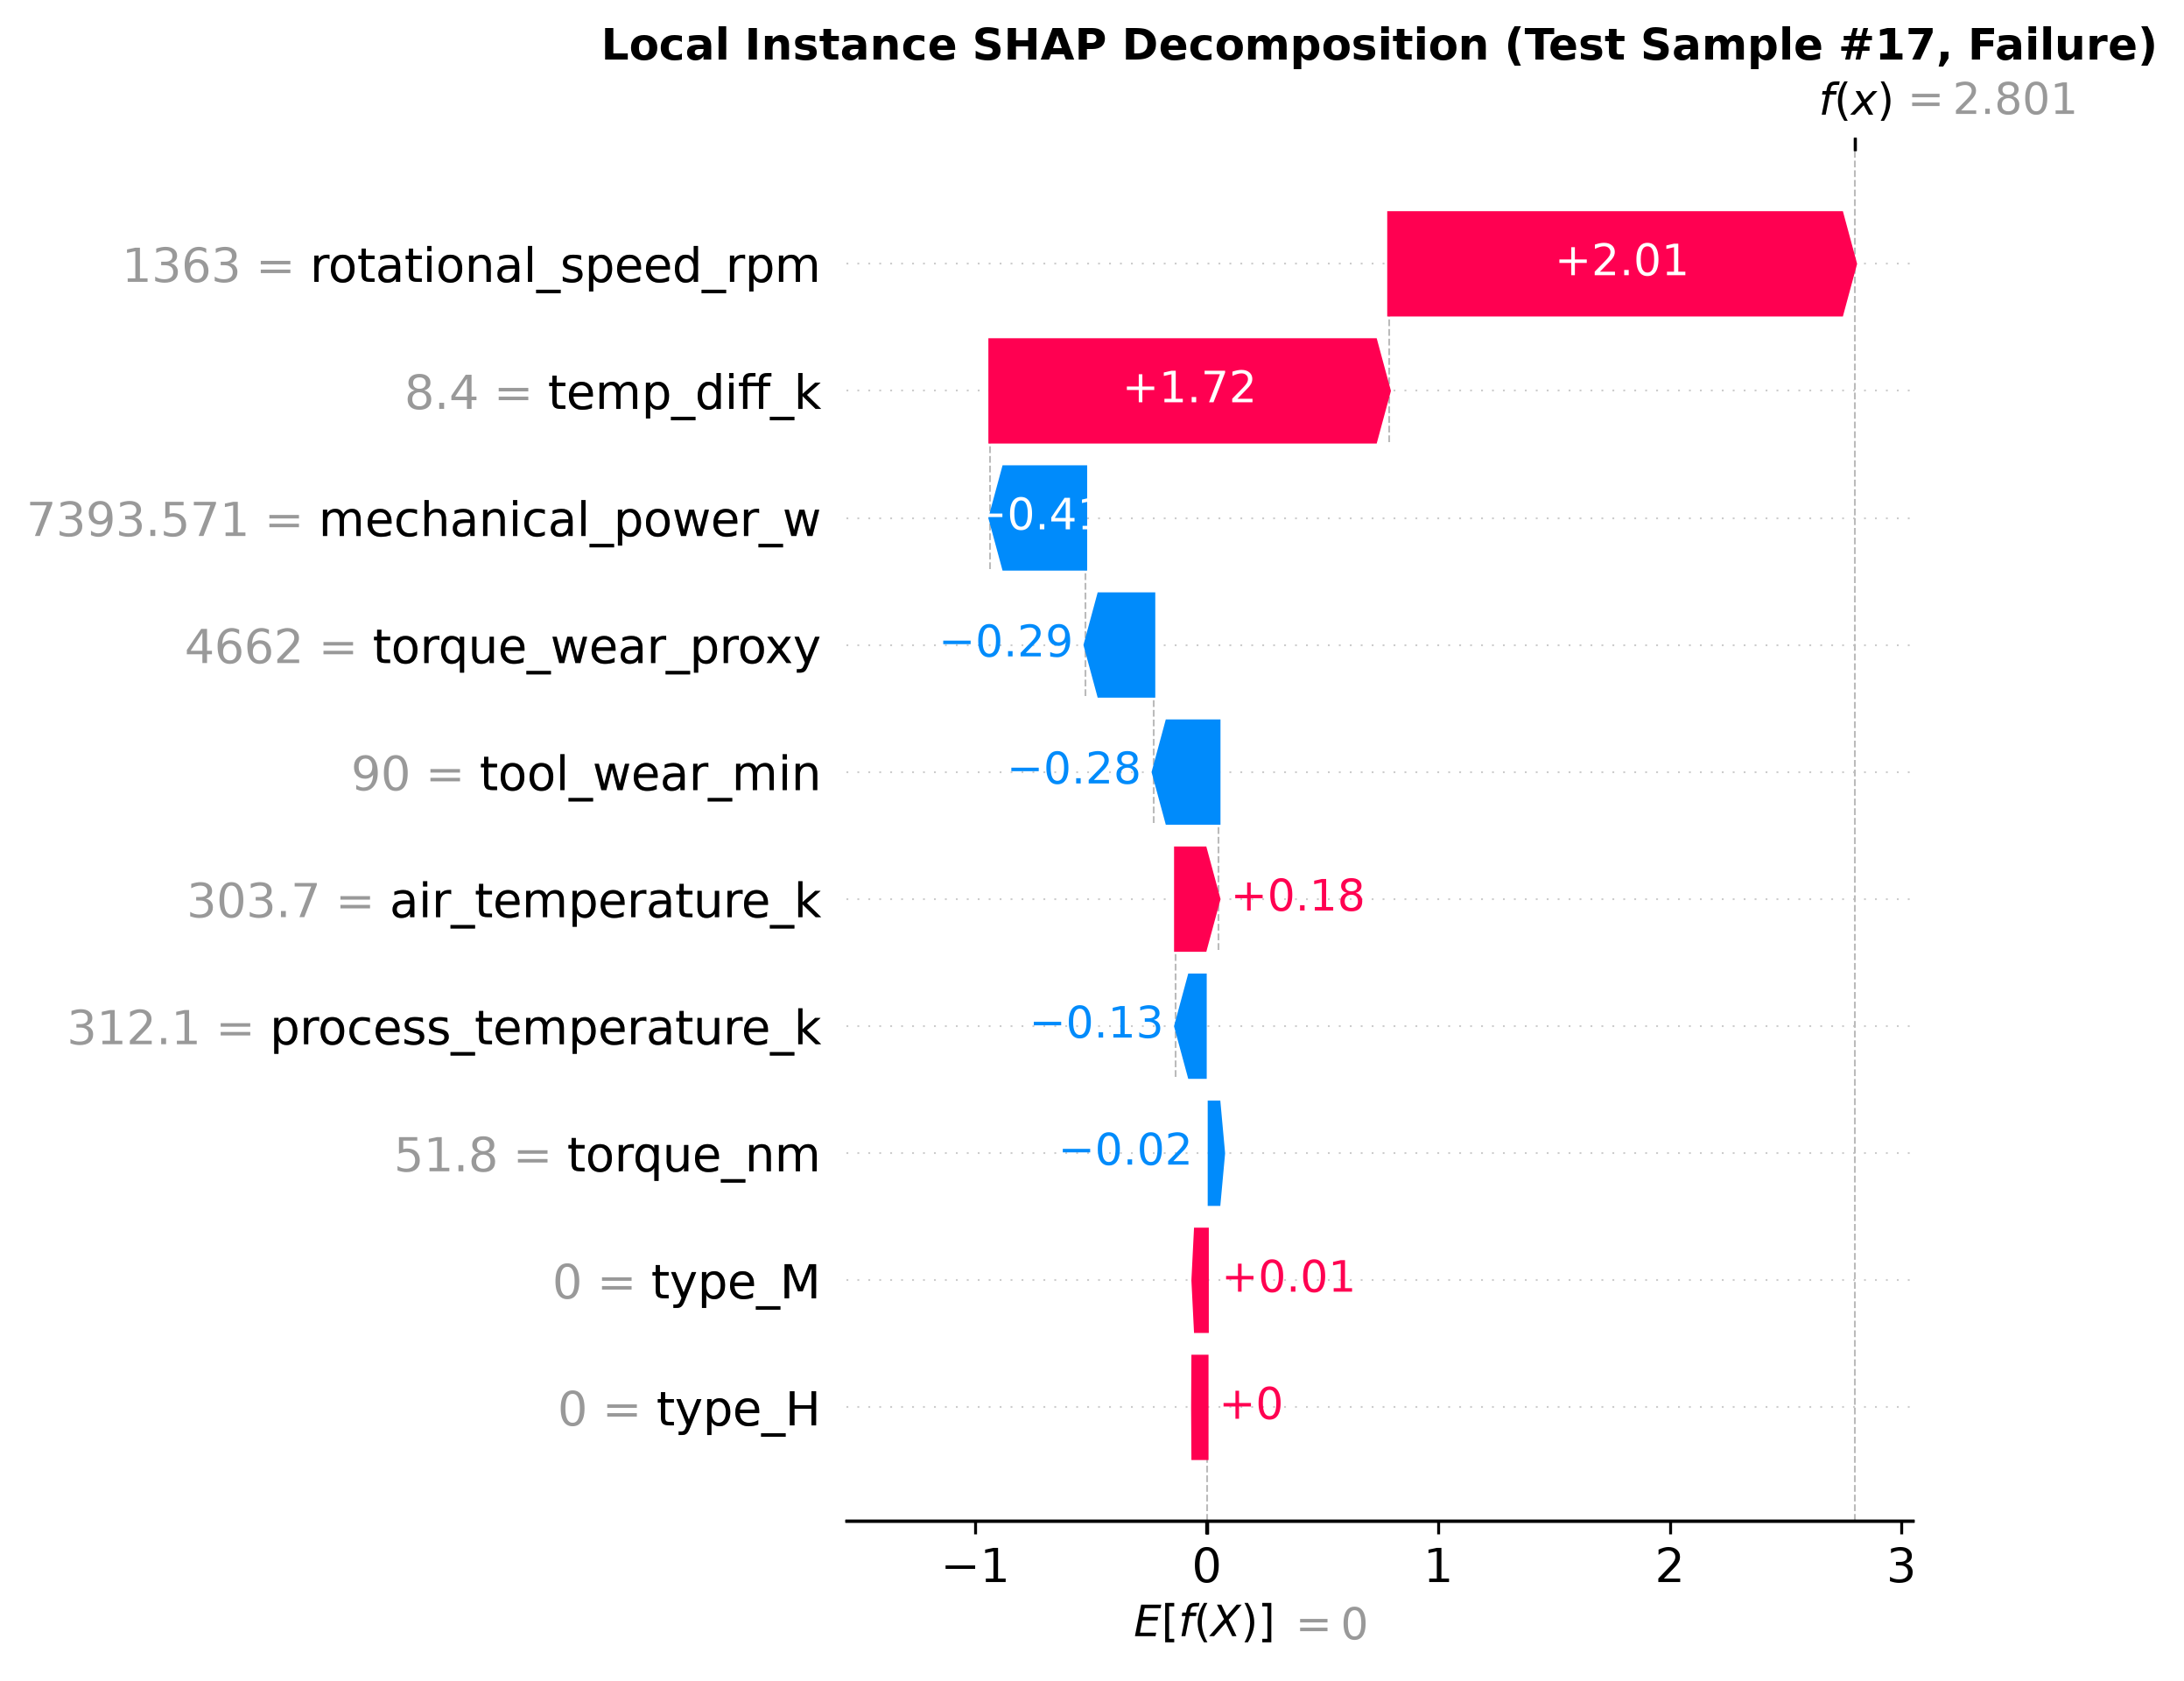 Local Instance SHAP Decomposition (Test Sample #17, Failure)
f(x) = 2.801
1363 = rotational_speed_rpm
+2.01
8.4 = temp_diff_k
+1.72
7393.571 = mechanical_power_w
4662 = torque_wear_proxy
−0.29
90 = tool_wear_min
−0.28
303.7 = air_temperature_k
+0.18
312.1 = process_temperature_k
−0.13
51.8 = torque_nm
−0.02
0 = type_M
+0.01
0 = type_H
+0
−1 0 1 2 3
E[f(X)] = 0